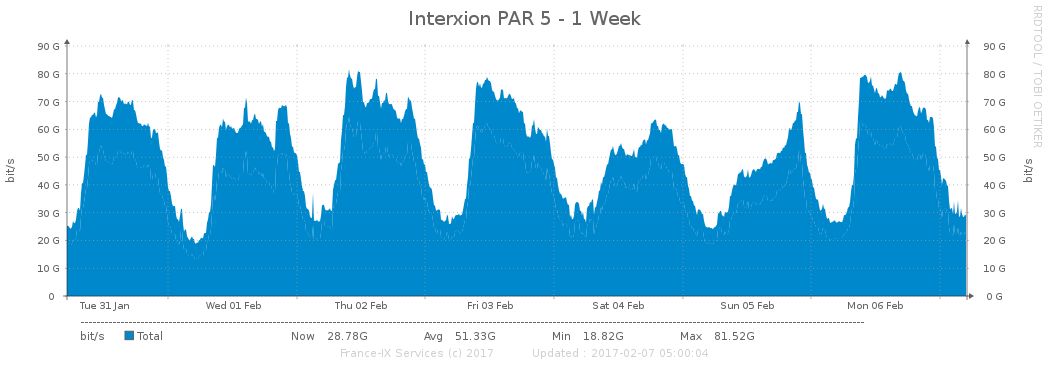 Interxion PAR 5 - 1 Week
RRDTOOL / TOBI OETIKER
90 G 90 G
80 G 80 G
70 G 70 G
60 G 60 G
50 G 50 G
40 G 40 G
30 G 30 G
20 G 20 G
10 G 10 G
0 0 G
bit/s bit/s
Tue 31 Jan Wed 01 Feb Thu 02 Feb Fri 03 Feb Sat 04 Feb Sun 05 Feb Mon 06 Feb
bit/s Total Now 28.78G Avg 51.33G Min 18.82G Max 81.52G
France-IX Services (c) 2017 Updated : 2017-02-07 05:00:04